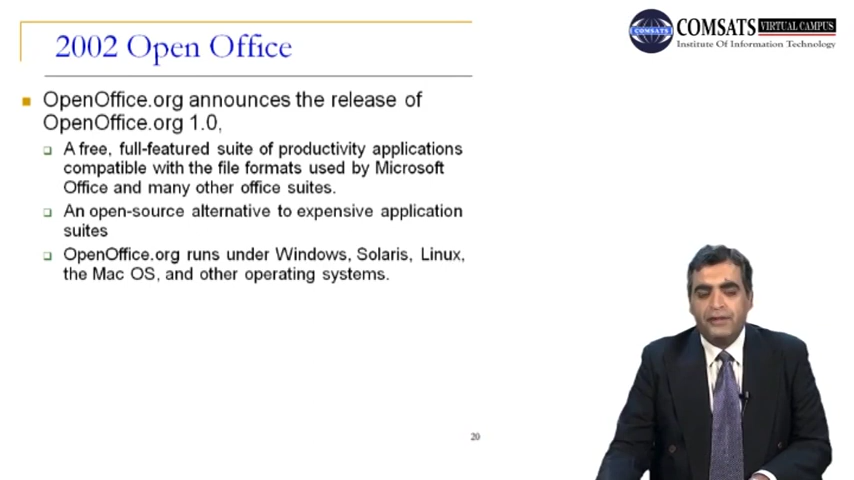 2002 Open Office
COMSATS
COMSATS VIRTUAL CAMPUS
Institute Of Information Technology
OpenOffice.org announces the release of
OpenOffice.org 1.0,
A free, full-featured suite of productivity applications
compatible with the file formats used by Microsoft
Office and many other office suites.
An open-source alternative to expensive application
suites
OpenOffice.org runs under Windows, Solaris, Linux,
the Mac OS, and other operating systems.
20